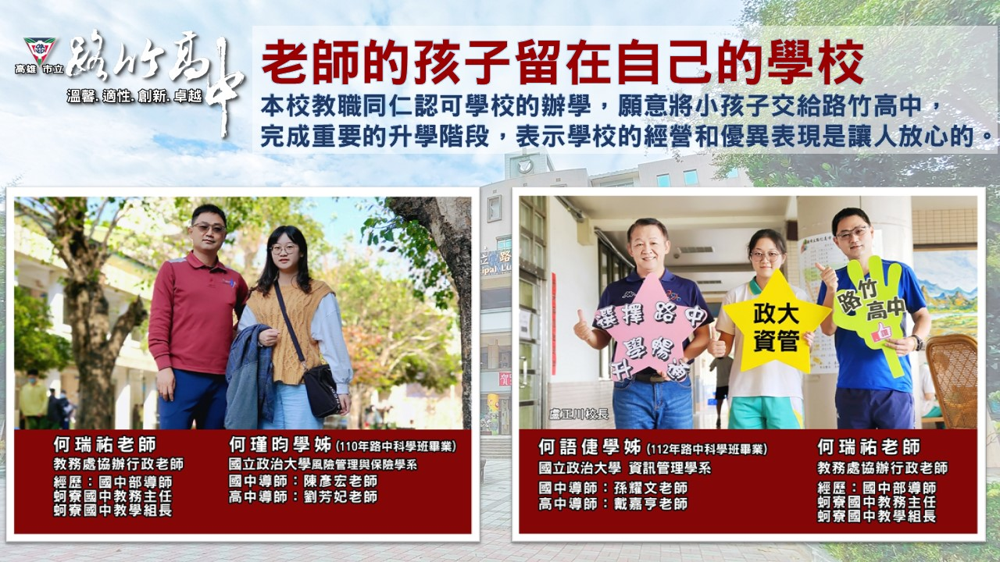 高雄 市立
路竹高中
溫馨. 適性. 創新. 卓越
老師的孩子留在自己的學校
本校教職同仁認可學校的辦學，願意將小孩子交給路竹高中，
完成重要的升學階段，表示學校的經營和優異表現是讓人放心的。
立 路
ipal Lu
賀
何瑞祐老師
教務處協辦行政老師
經歷：國中部導師
蚵寮國中教務主任
蚵寮國中教學組長
何瑾昀學姊 (110年路中科學班畢業)
國立政治大學風險管理與保險學系
國中導師：陳彥宏老師
高中導師：劉芳妃老師
選擇路中
升學暢
政大
資管
路竹
高中
盧正川校長
何語倢學姊 (112年路中科學班畢業)
國立政治大學 資訊管理學系
國中導師：孫耀文老師
高中導師：戴嘉亨老師
何瑞祐老師
教務處協辦行政老師
經歷：國中部導師
蚵寮國中教務主任
蚵寮國中教學組長